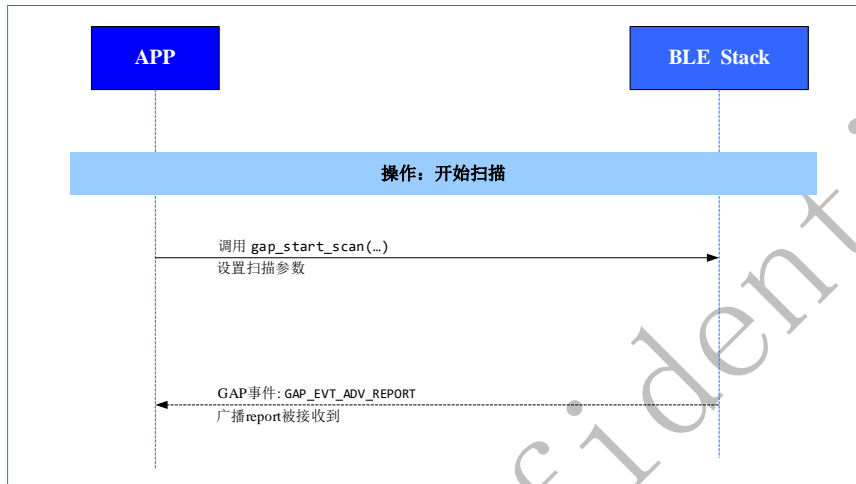 APP
BLE Stack
操作：开始扫描
调用 gap_start_scan(…)
设置扫描参数
GAP事件: GAP_EVT_ADV_REPORT
广播report被接收到
fident